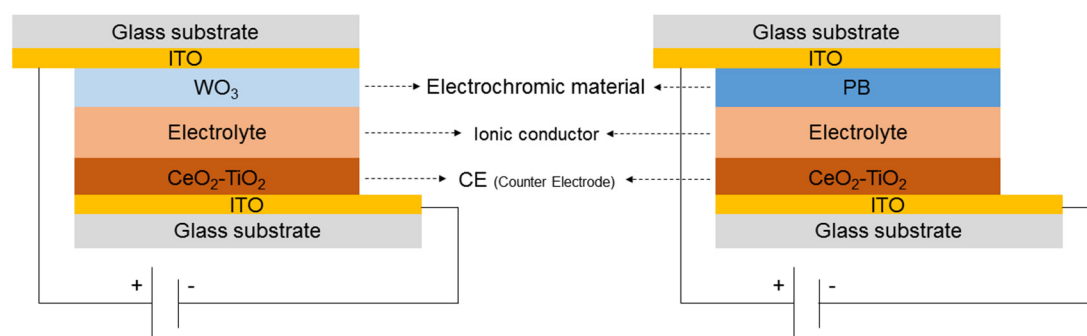 Glass substrate
ITO
WO₃
Electrolyte
CeO₂-TiO₂
ITO
Glass substrate
+ -
Electrochromic material
Ionic conductor
CE (Counter Electrode)
Glass substrate
ITO
PB
Electrolyte
CeO₂-TiO₂
ITO
Glass substrate
+ -